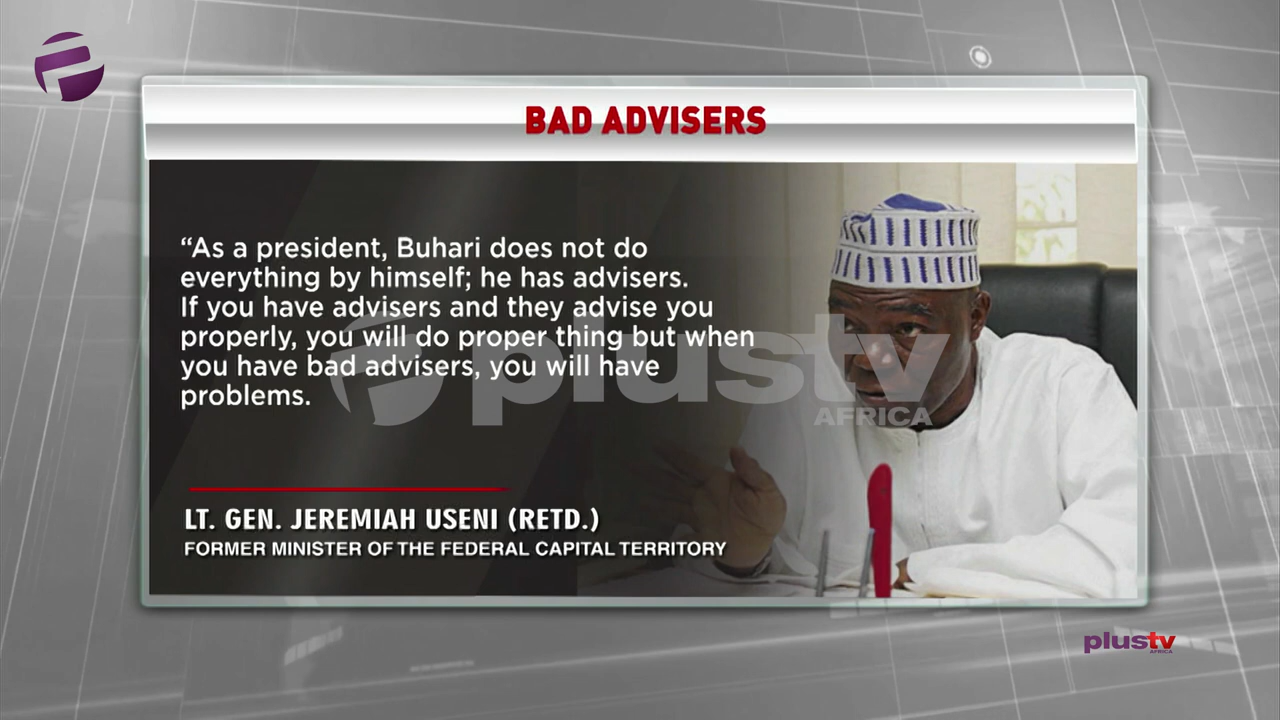 BAD ADVISERS
“As a president, Buhari does not do
everything by himself; he has advisers.
If you have advisers and they advise you
properly, you will do proper thing but when
you have bad advisers, you will have
problems.
plustv
AFRICA
LT. GEN. JEREMIAH USENI (RETD.)
FORMER MINISTER OF THE FEDERAL CAPITAL TERRITORY
plustv
AFRICA